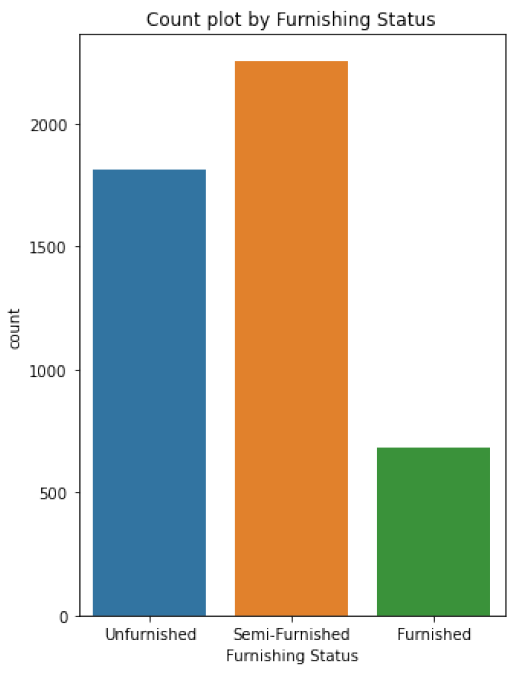 Count plot by Furnishing Status
2000
1500
1000
500
0
count
Unfurnished Semi-Furnished Furnished
Furnishing Status